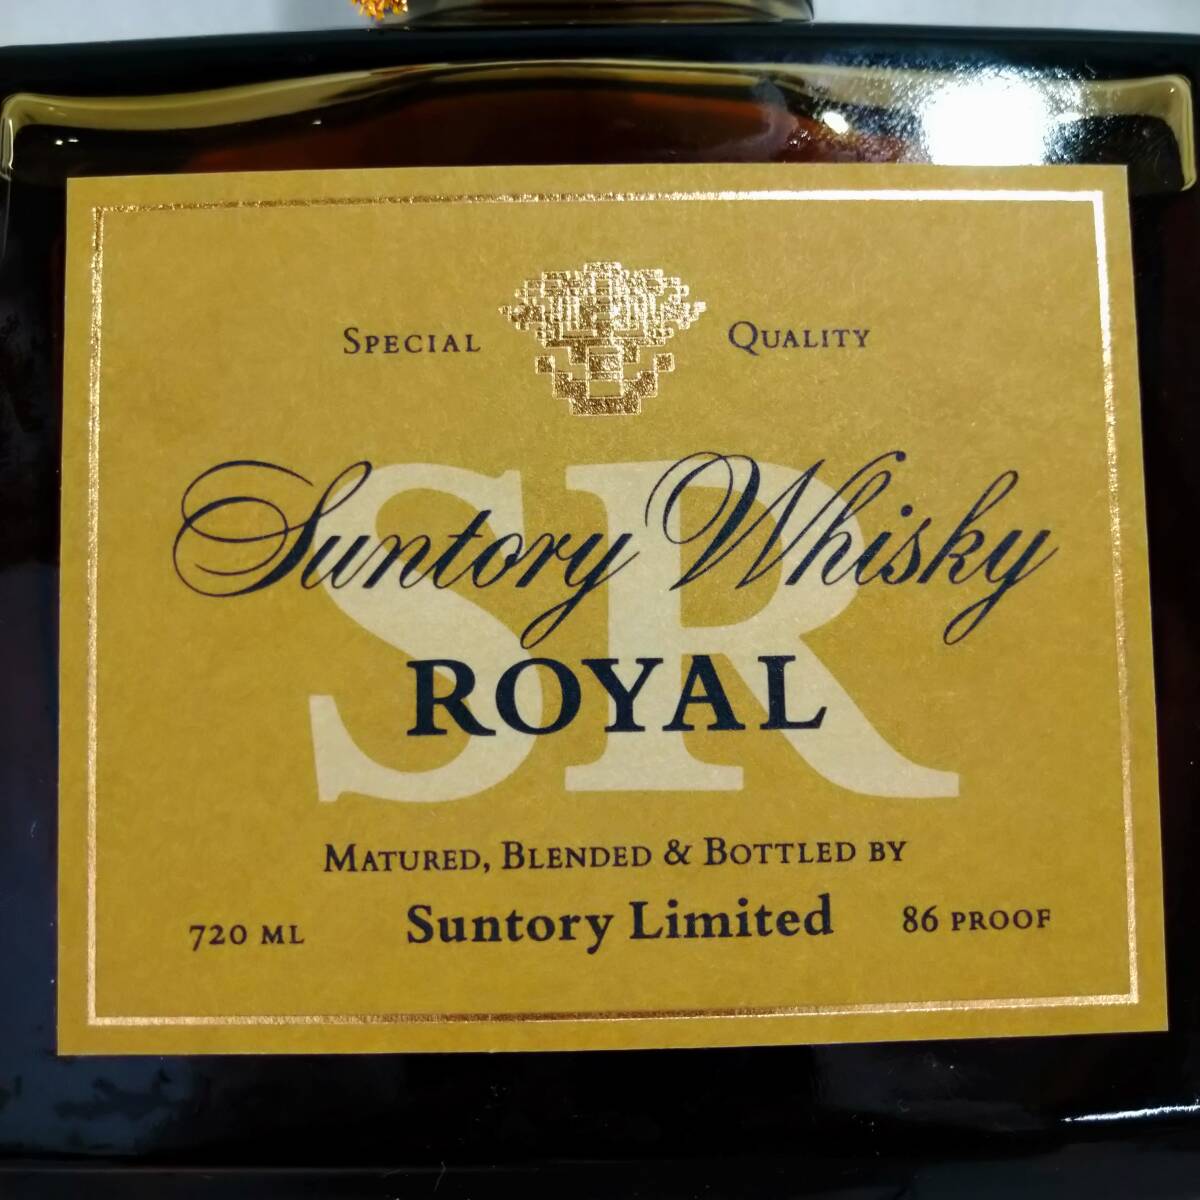 SPECIAL QUALITY
SR
Suntory Whisky
ROYAL
MATURED, BLENDED & BOTTLED BY
720 ML Suntory Limited 86 PROOF